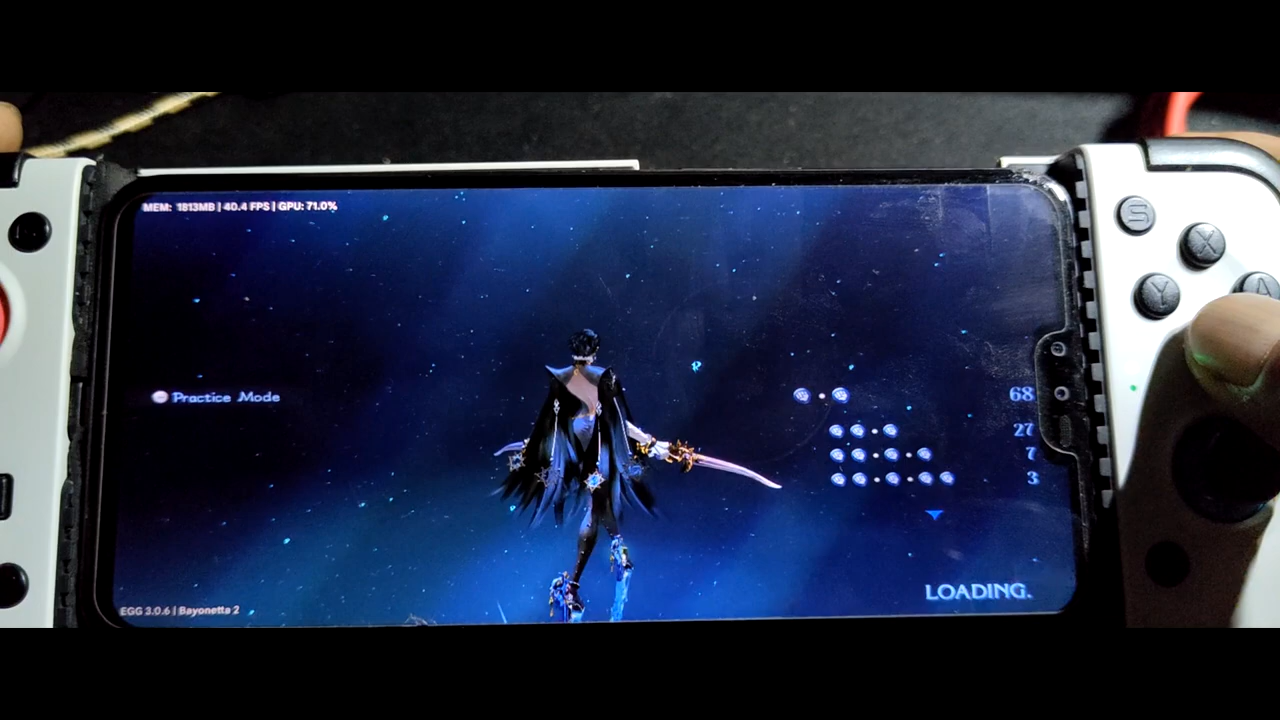 MEM: 1813MB | 40.4 FPS | GPU: 71.0%
S
X
Y
A
Practice Mode
68
27
7
3
LOADING.
EGG 3.0.6 | Bayonetta 2